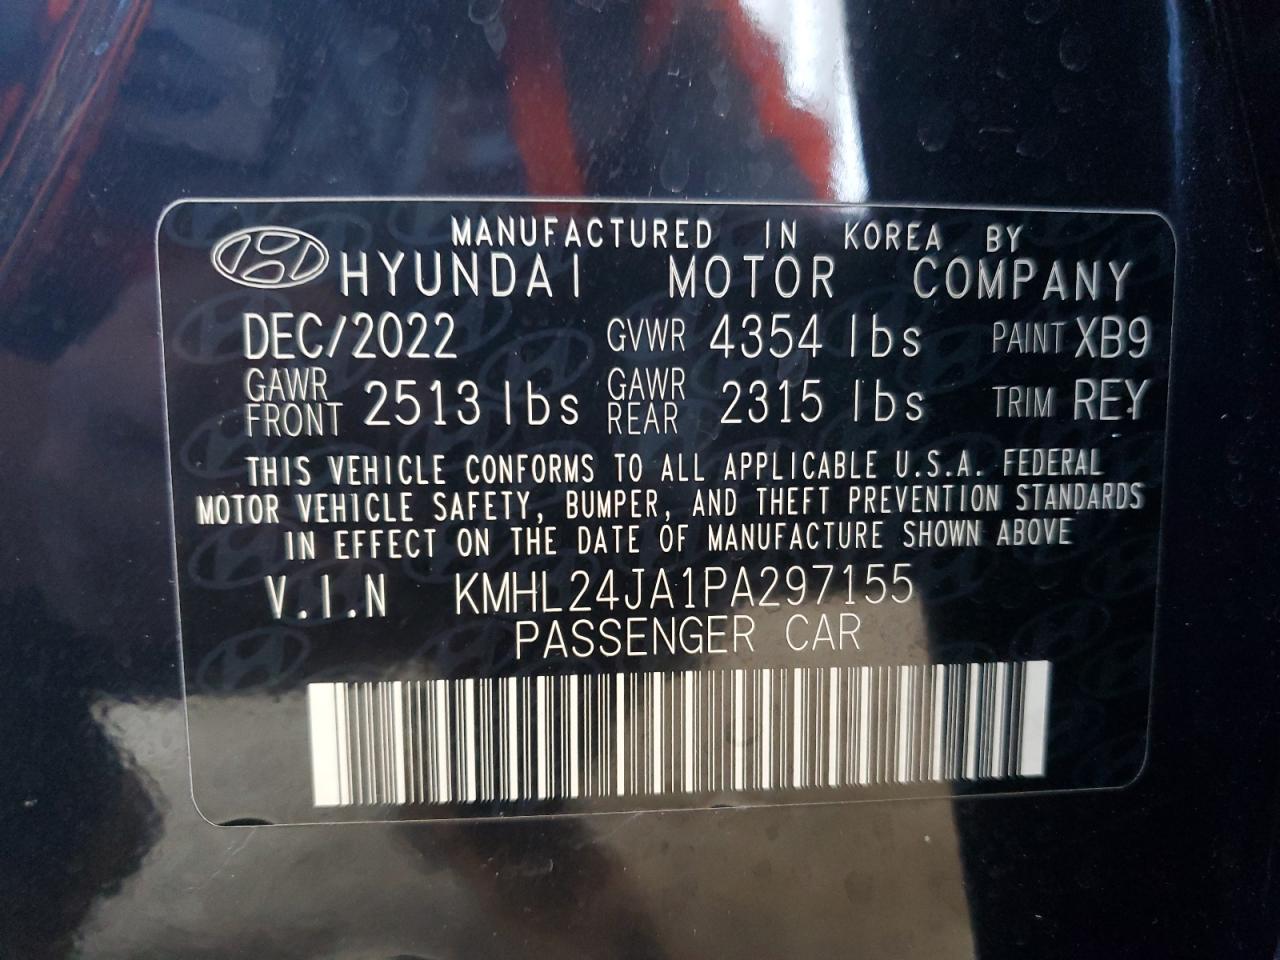 MANUFACTURED IN KOREA BY
HYUNDAI MOTOR COMPANY
DEC/2022 GVWR 4354 lbs PAINT XB9
GAWR FRONT 2513 lbs GAWR REAR 2315 lbs TRIM REY
THIS VEHICLE CONFORMS TO ALL APPLICABLE U.S.A. FEDERAL
MOTOR VEHICLE SAFETY, BUMPER, AND THEFT PREVENTION STANDARDS
IN EFFECT ON THE DATE OF MANUFACTURE SHOWN ABOVE
V.I.N KMHL24JA1PA297155
PASSENGER CAR